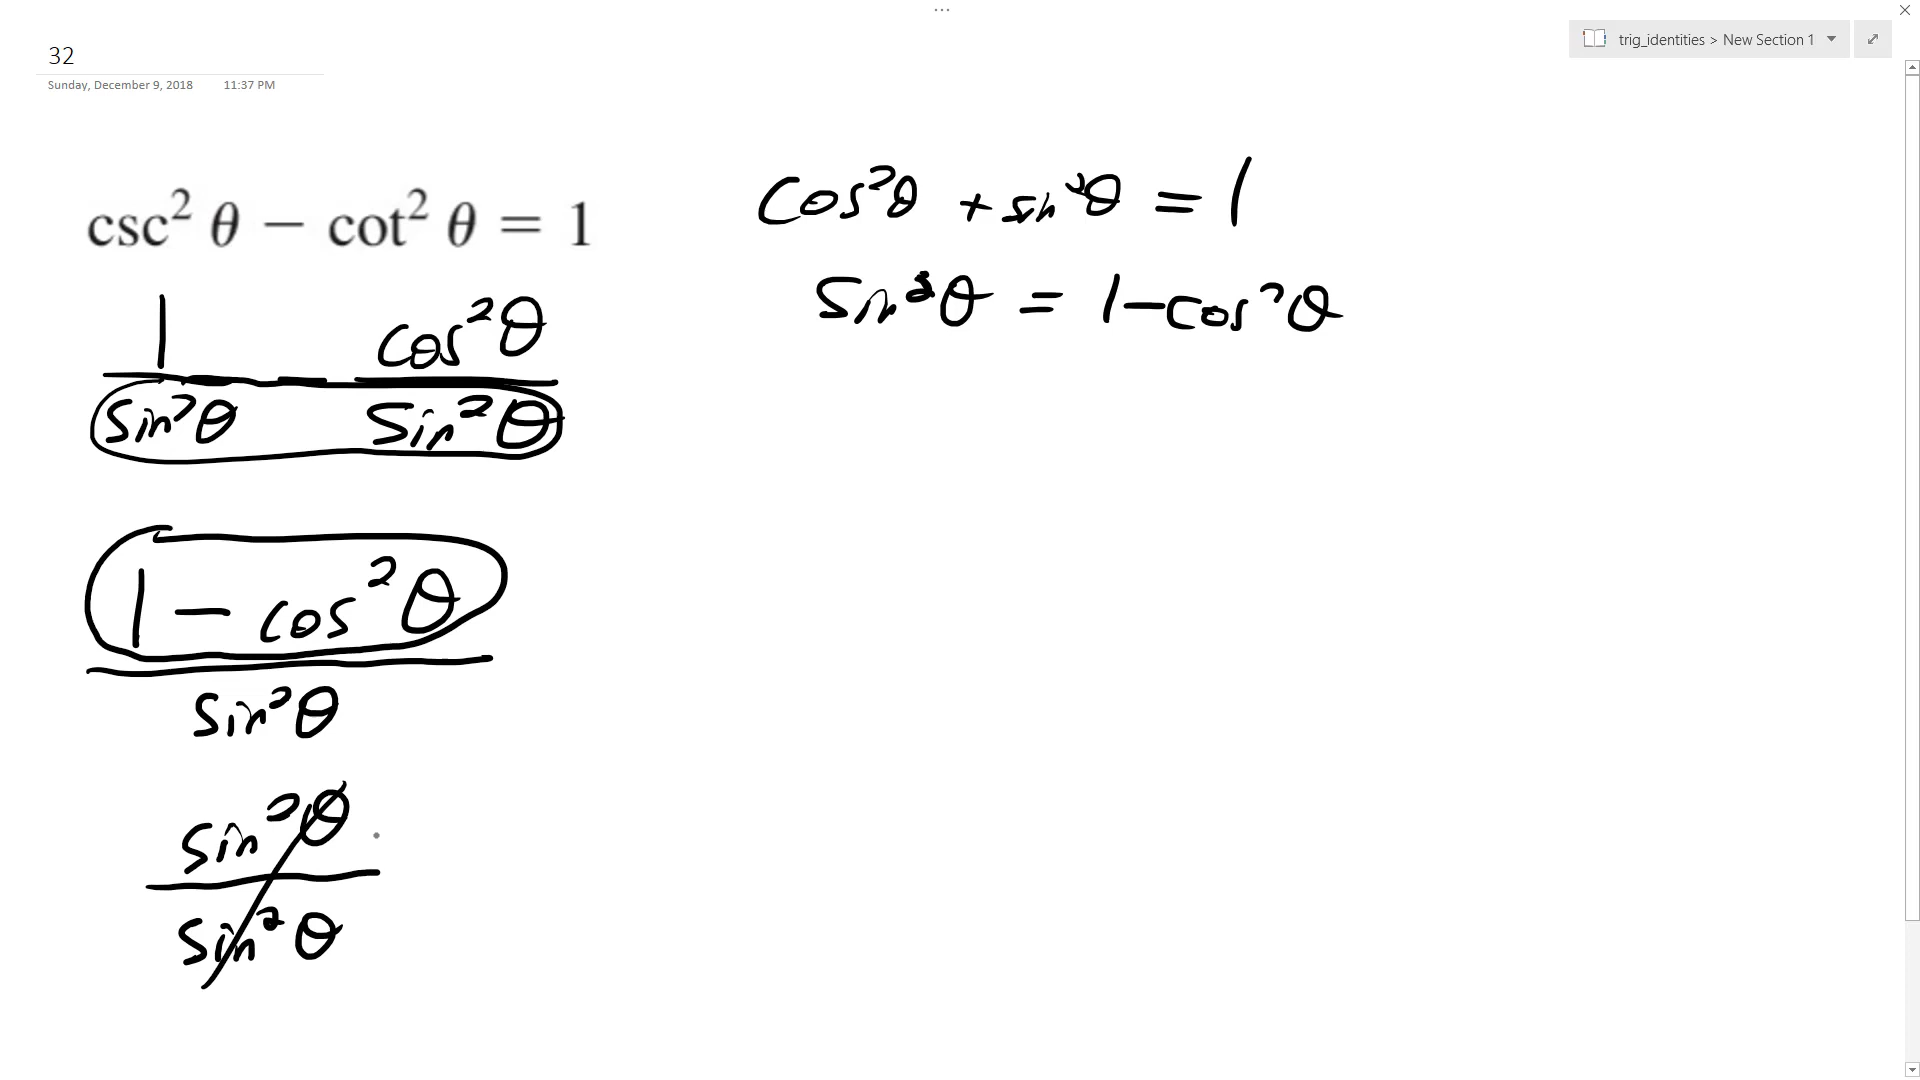 trig_identities > New Section 1
32
Sunday, December 9, 2018 11:37 PM
csc² θ − cot² θ = 1
cos²θ + sin²θ = 1
sin²θ = 1 − cos²θ
1 − cos²θ
sin²θ sin²θ
1 − cos²θ
sin²θ
sin²θ
sin²θ